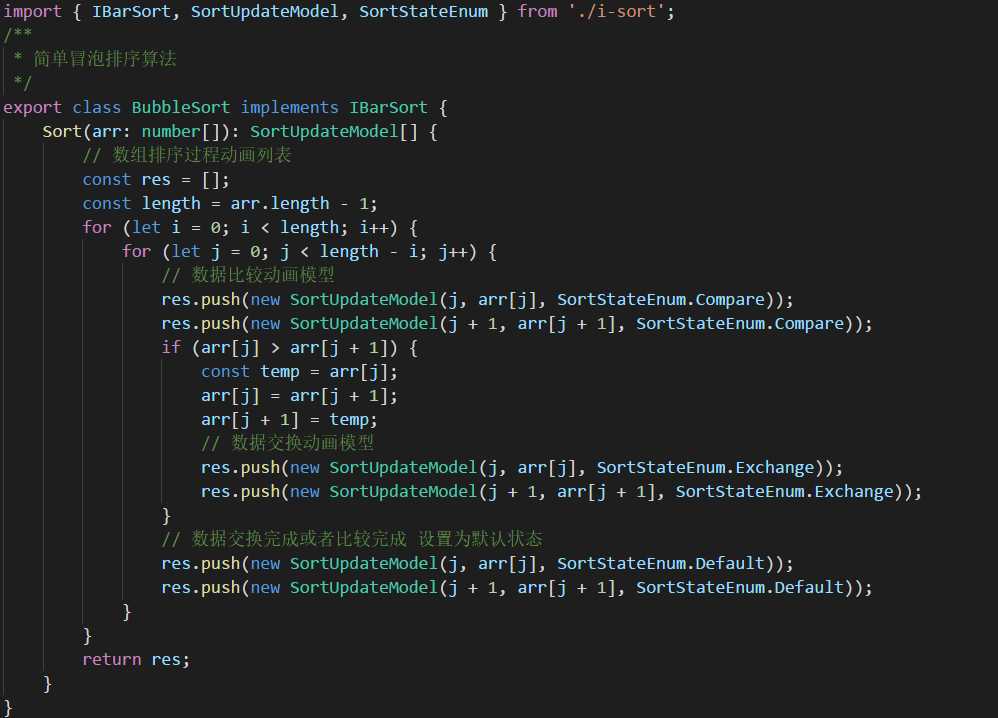 import { IBarSort, SortUpdateModel, SortStateEnum } from './i-sort';
/**
 * 简单冒泡排序算法
 */
export class BubbleSort implements IBarSort {
    Sort(arr: number[]): SortUpdateModel[] {
        // 数组排序过程动画列表
        const res = [];
        const length = arr.length - 1;
        for (let i = 0; i < length; i++) {
            for (let j = 0; j < length - i; j++) {
                // 数据比较动画模型
                res.push(new SortUpdateModel(j, arr[j], SortStateEnum.Compare));
                res.push(new SortUpdateModel(j + 1, arr[j + 1], SortStateEnum.Compare));
                if (arr[j] > arr[j + 1]) {
                    const temp = arr[j];
                    arr[j] = arr[j + 1];
                    arr[j + 1] = temp;
                    // 数据交换动画模型
                    res.push(new SortUpdateModel(j, arr[j], SortStateEnum.Exchange));
                    res.push(new SortUpdateModel(j + 1, arr[j + 1], SortStateEnum.Exchange));
                }
                // 数据交换完成或者比较完成 设置为默认状态
                res.push(new SortUpdateModel(j, arr[j], SortStateEnum.Default));
                res.push(new SortUpdateModel(j + 1, arr[j + 1], SortStateEnum.Default));
            }
        }
        return res;
    }
}